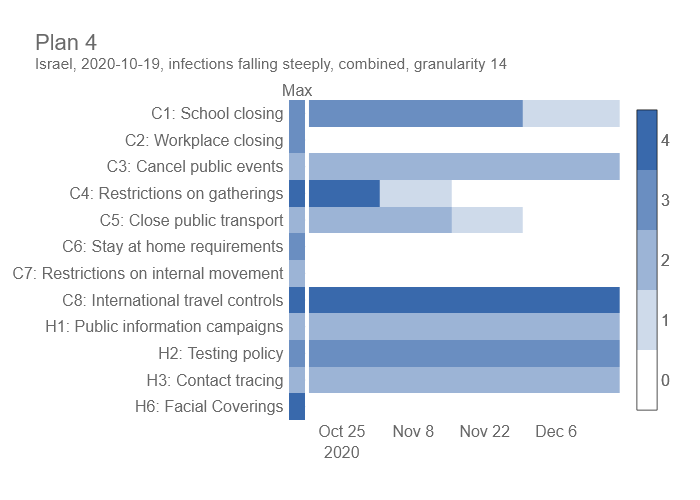 Plan 4
Israel, 2020-10-19, infections falling steeply, combined, granularity 14
Max
C1: School closing
C2: Workplace closing
C3: Cancel public events
C4: Restrictions on gatherings
C5: Close public transport
C6: Stay at home requirements
C7: Restrictions on internal movement
C8: International travel controls
H1: Public information campaigns
H2: Testing policy
H3: Contact tracing
H6: Facial Coverings
4
3
2
1
0
Oct 25 Nov 8 Nov 22 Dec 6
2020